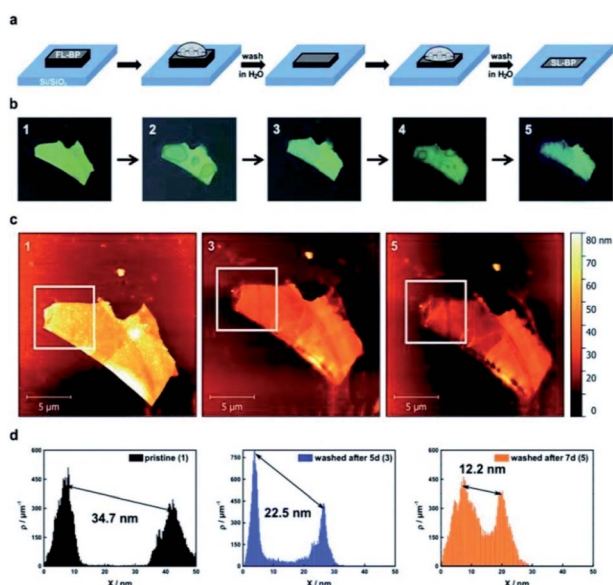 a
FL-BP
Si/SiO₂
wash
in H₂O
wash
in H₂O
SL-BP
b
1
2
3
4
5
c
1
3
5
5 µm
5 µm
5 µm
80 nm
70
60
50
40
30
20
10
0
d
pristine (1)
34.7 nm
ρ / µm⁻¹
600
450
300
150
0
0 10 20 30 40 50
X / nm
washed after 5d (3)
22.5 nm
ρ / µm⁻¹
750
500
250
0
0 10 20 30 40 50
X / nm
washed after 7d (5)
12.2 nm
ρ / µm⁻¹
600
450
300
150
0
0 10 20 30 40 50
X / nm